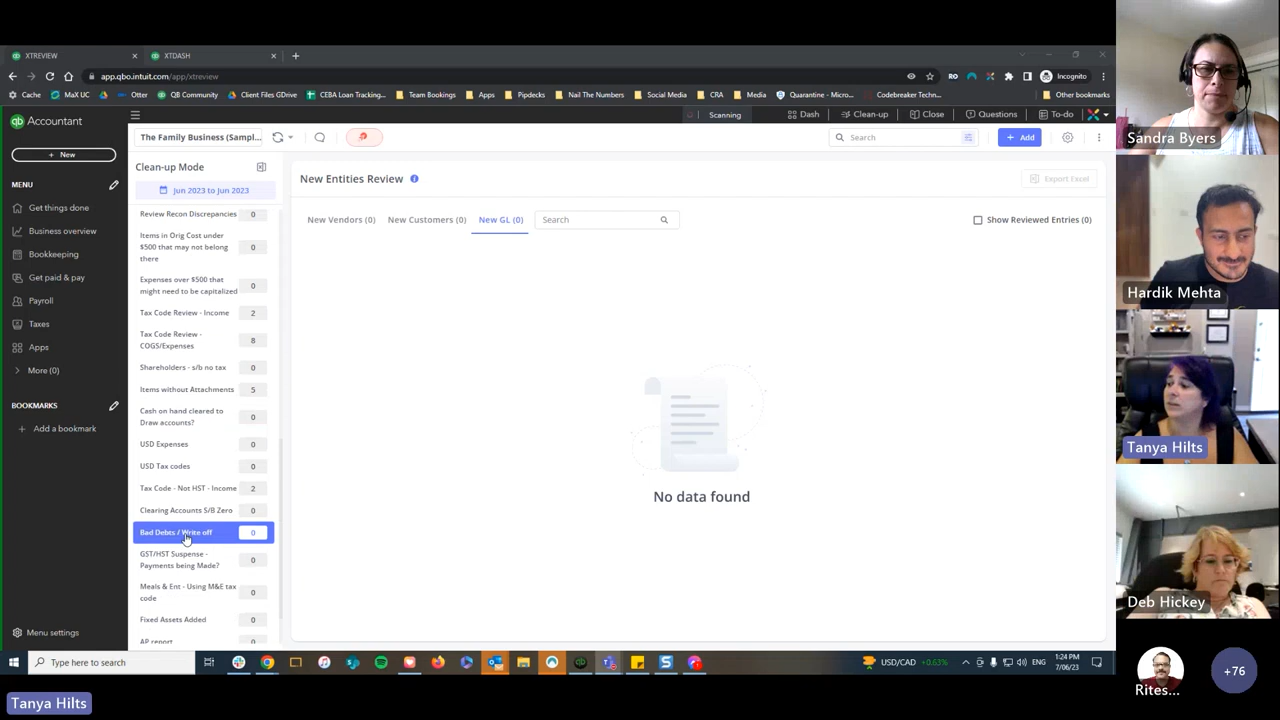 XTREVIEW
XTDASH
app.qbo.intuit.com/app/xtreview
Incognito
Cache
MaX UC
Otter
QB Community
Client Files GDrive
CEBA Loan Tracking...
Team Bookings
Apps
Pipdecks
Nail The Numbers
Social Media
CRA
Media
Quarantine - Micro...
Codebreaker Techn...
Other bookmarks
qb Accountant
Scanning
Dash
Clean-up
Close
Questions
To-do
+ New
The Family Business (Sampl...
Search
+ Add
MENU
Get things done
Business overview
Bookkeeping
Get paid & pay
Payroll
Taxes
Apps
More (0)
BOOKMARKS
+ Add a bookmark
Menu settings
Clean-up Mode
Jun 2023 to Jun 2023
Review Recon Discrepancies 0
Items in Orig Cost under
$500 that may not belong 0
there
Expenses over $500 that
might need to be capitalized 0
Tax Code Review - Income 2
Tax Code Review -
COGS/Expenses 8
Shareholders - s/b no tax 0
Items without Attachments 5
Cash on hand cleared to
Draw accounts? 0
USD Expenses 0
USD Tax codes 0
Tax Code - Not HST - Income 2
Clearing Accounts S/B Zero 0
Bad Debts / Write off 0
GST/HST Suspense -
Payments being Made? 0
Meals & Ent - Using M&E tax
code 0
Fixed Assets Added 0
AP report 0
New Entities Review
Export Excel
New Vendors (0)
New Customers (0)
New GL (0)
Search
Show Reviewed Entries (0)
No data found
Type here to search
USD/CAD +0.63%
ENG
1:24 PM
7/06/23
Tanya Hilts
Sandra Byers
Hardik Mehta
Tanya Hilts
Deb Hickey
Rites...
+76